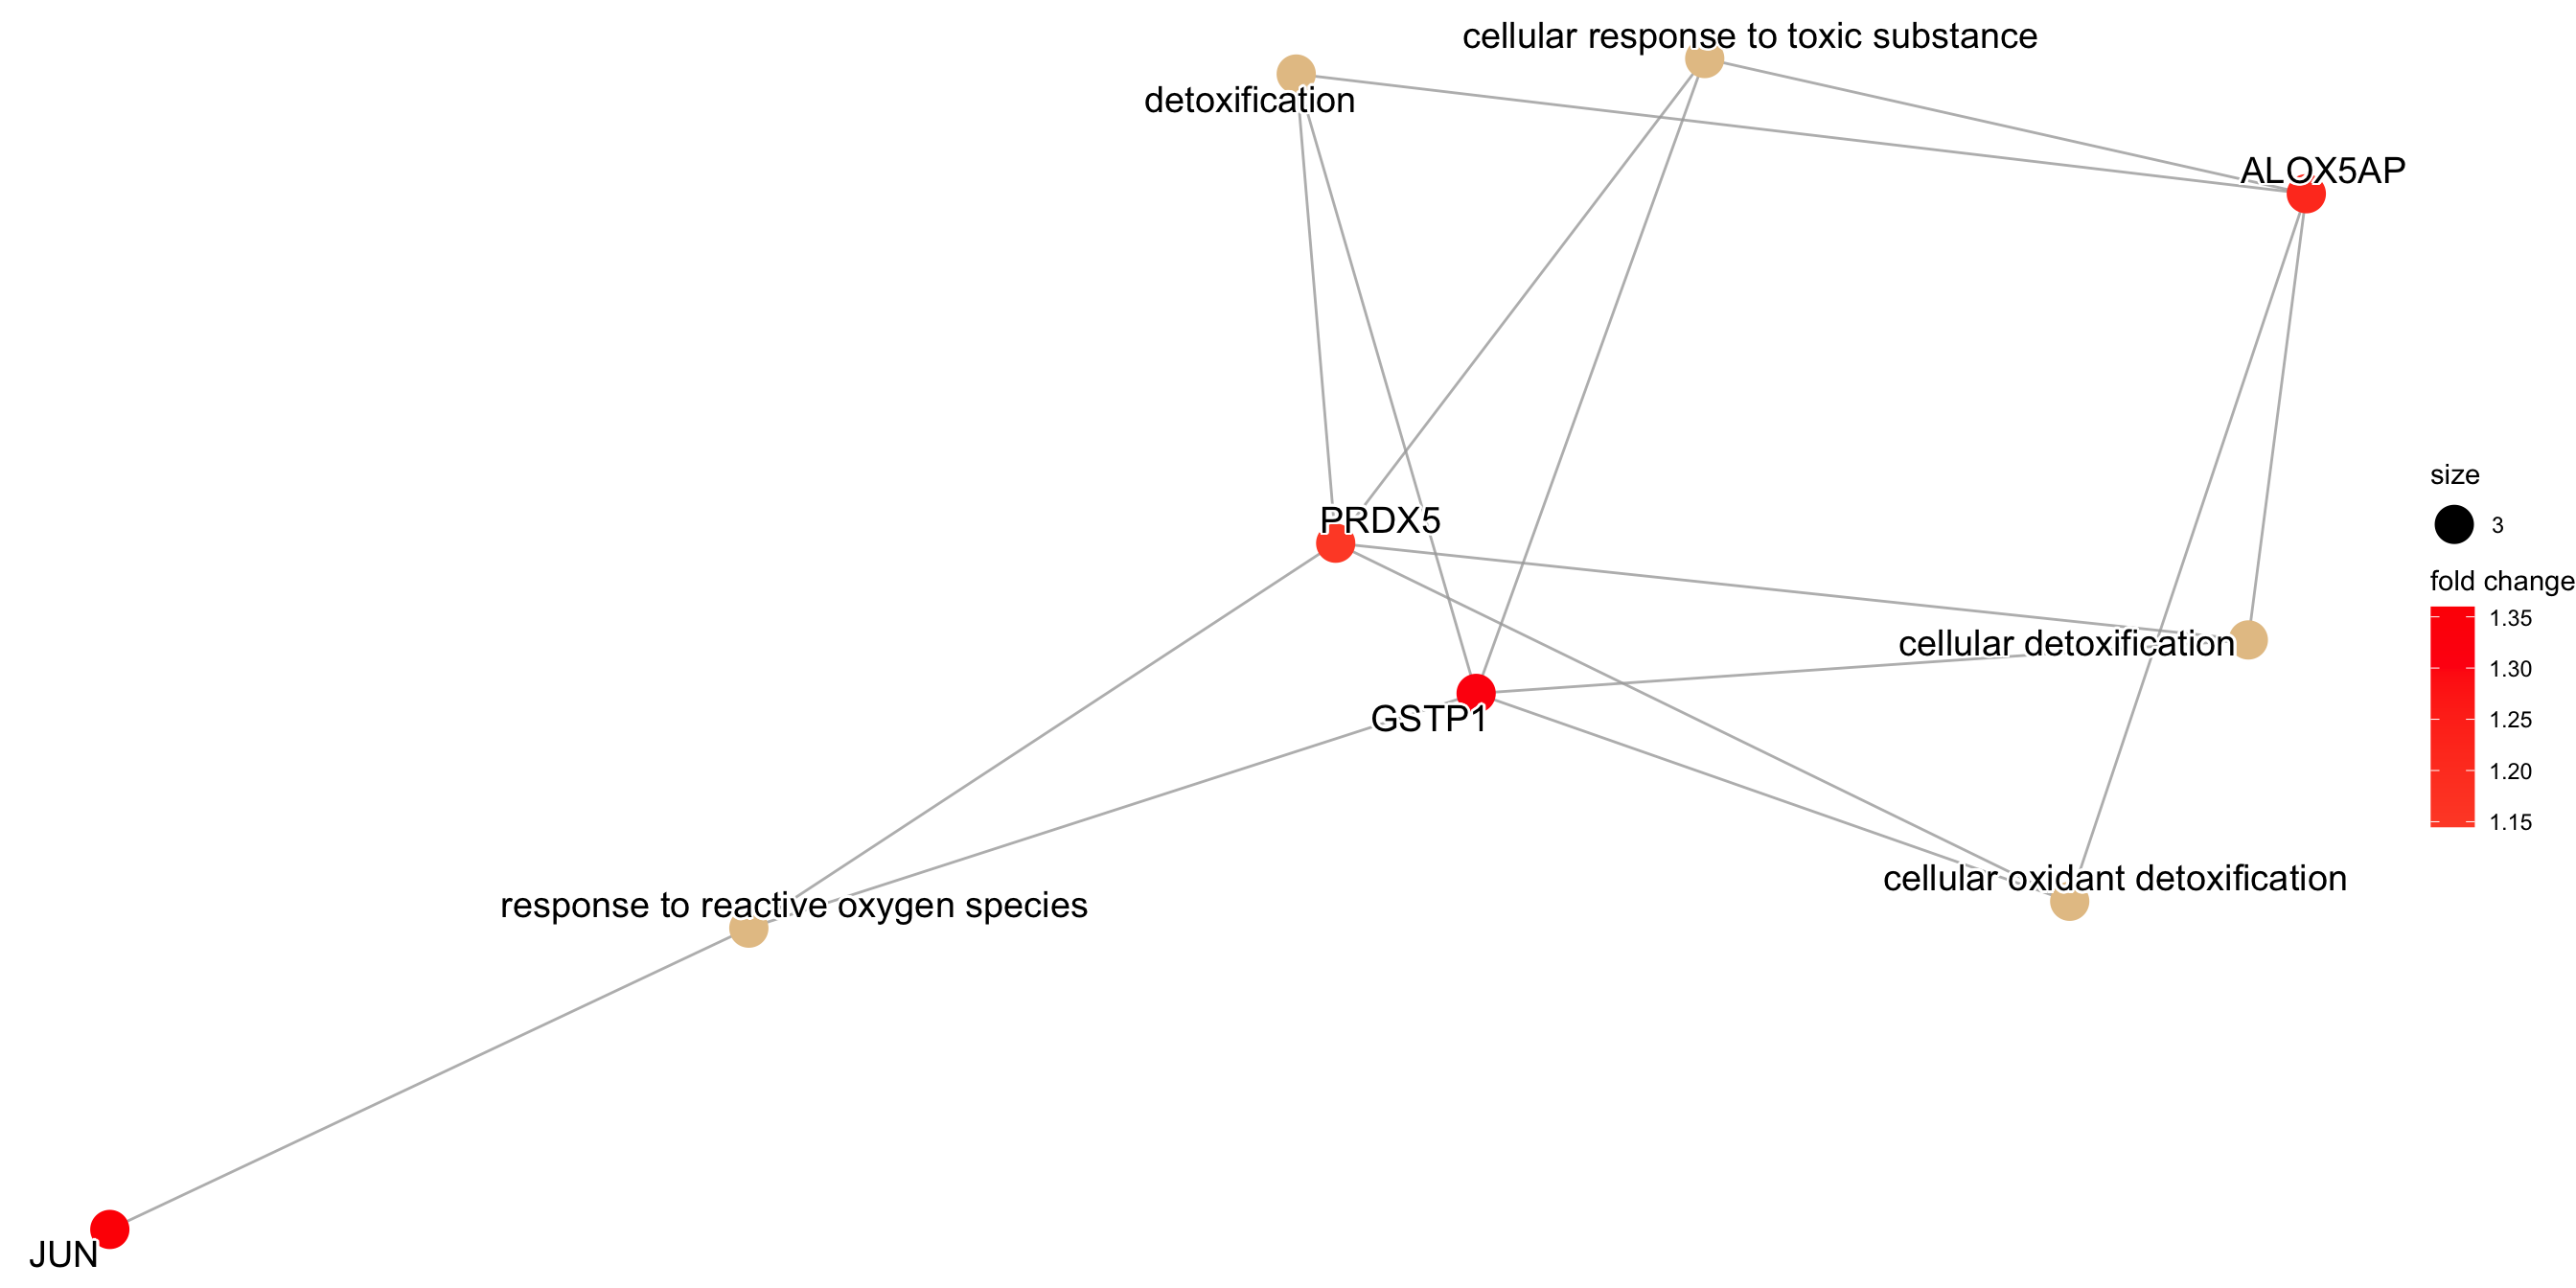 cellular response to toxic substance
detoxification
ALOX5AP
PRDX5
cellular detoxification
GSTP1
cellular oxidant detoxification
response to reactive oxygen species
JUN
size
3
fold change
1.35
1.30
1.25
1.20
1.15